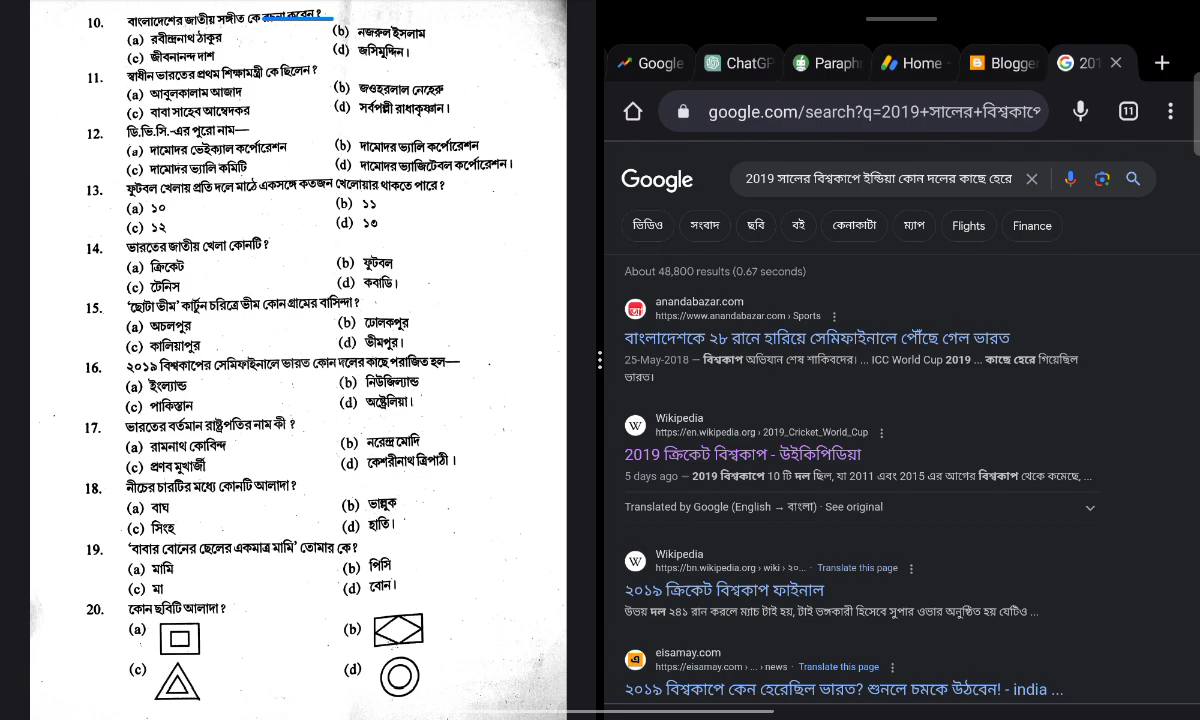 10. বাংলাদেশের জাতীয় সঙ্গীত কে রচনা করেন?
(a) রবীন্দ্রনাথ ঠাকুর (b) নজরুল ইসলাম
(c) জীবনানন্দ দাশ (d) জসিমুদ্দিন।
11. স্বাধীন ভারতের প্রথম শিক্ষামন্ত্রী কে ছিলেন?
(a) আবুলকালাম আজাদ (b) জওহরলাল নেহেরু
(c) বাবা সাহেব আম্বেদকর (d) সর্বপল্লী রাধাকৃষ্ণান।
12. ডি.ভি.সি.-এর পুরো নাম—
(a) দামোদর ভেইক্যাল কর্পোরেশন (b) দামোদর ভ্যালি কর্পোরেশন
(c) দামোদর ভ্যালি কমিটি (d) দামোদর ভ্যাজিটেবল কর্পোরেশন।
13. ফুটবল খেলায় প্রতি দলে মাঠে একসঙ্গে কতজন খেলোয়ার থাকতে পারে?
(a) ১০ (b) ১১
(c) ১২ (d) ১৩
14. ভারতের জাতীয় খেলা কোনটি?
(a) ক্রিকেট (b) ফুটবল
(c) টেনিস (d) কবাডি।
15. ‘ছোটা ভীম’ কার্টুন চরিত্রে ভীম কোন গ্রামের বাসিন্দা?
(a) অচলপুর (b) ঢোলকপুর
(c) কালিয়াপুর (d) ভীমপুর।
16. ২০১৯ বিশ্বকাপের সেমিফাইনালে ভারত কোন দলের কাছে পরাজিত হল—
(a) ইংল্যান্ড (b) নিউজিল্যান্ড
(c) পাকিস্তান (d) অষ্ট্রেলিয়া।
17. ভারতের বর্তমান রাষ্ট্রপতির নাম কী?
(a) রামনাথ কোবিন্দ (b) নরেন্দ্র মোদি
(c) প্রণব মুখার্জী (d) কেশরীনাথ ত্রিপাঠী।
18. নীচের চারটির মধ্যে কোনটি আলাদা?
(a) বাঘ (b) ভাল্লুক
(c) সিংহ (d) হাতি।
19. ‘বাবার বোনের ছেলের একমাত্র মামি’ তোমার কে?
(a) মামি (b) পিসি
(c) মা (d) বোন।
20. কোন ছবিটি আলাদা?
(a) (b)
(c) (d)
Google ChatGP Paraph Home - Blogge 201
google.com/search?q=2019+সালের+বিশ্বকাপে 11
Google 2019 সালের বিশ্বকাপে ইন্ডিয়া কোন দলের কাছে হেরে
ভিডিও সংবাদ ছবি বই কেনাকাটা ম্যাপ Flights Finance
About 48,800 results (0.67 seconds)
anandabazar.com
https://www.anandabazar.com › Sports
বাংলাদেশকে ২৮ রানে হারিয়ে সেমিফাইনালে পৌঁছে গেল ভারত
25-May-2018 — বিশ্বকাপ অভিযান শেষ শাকিবদের। ... ICC World Cup 2019 ... কাছে হেরে গিয়েছিল
ভারত।
Wikipedia
https://en.wikipedia.org › 2019_Cricket_World_Cup
2019 ক্রিকেট বিশ্বকাপ - উইকিপিডিয়া
5 days ago — 2019 বিশ্বকাপে 10 টি দল ছিল, যা 2011 এবং 2015 এর আগের বিশ্বকাপ থেকে কমেছে, ...
Translated by Google (English → বাংলা) · See original
Wikipedia
https://bn.wikipedia.org › wiki › ২০... · Translate this page
২০১৯ ক্রিকেট বিশ্বকাপ ফাইনাল
উভয় দল ২৪১ রান করলে ম্যাচ টাই হয়, টাই ভঙ্গকারী হিসেবে সুপার ওভার অনুষ্ঠিত হয় যেটিও ...
eisamay.com
https://eisamay.com › ... › news · Translate this page
২০১৯ বিশ্বকাপে কেন হেরেছিল ভারত? শুনলে চমকে উঠবেন! - india ...